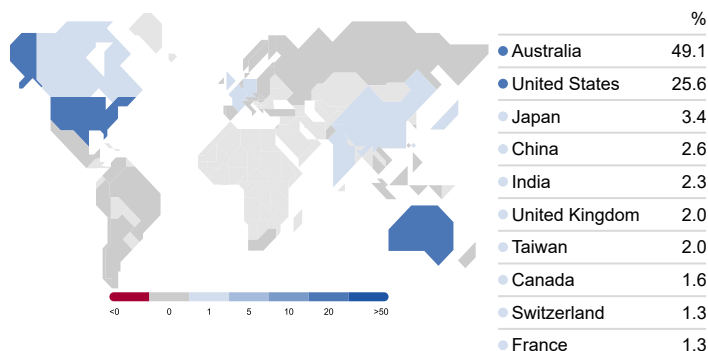 %
Australia 49.1
United States 25.6
Japan 3.4
China 2.6
India 2.3
United Kingdom 2.0
Taiwan 2.0
Canada 1.6
Switzerland 1.3
France 1.3
<0 0 1 5 10 20 >50